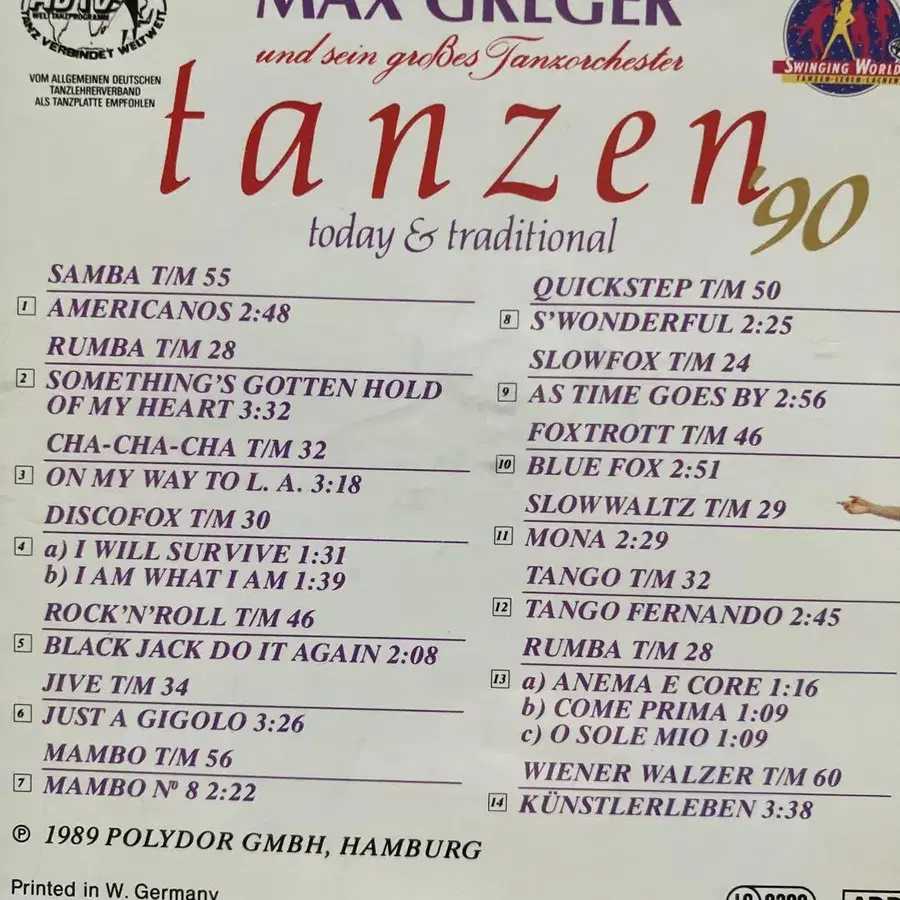 MAX GREGER
und sein großes Tanzorchester
WELTTANZPROGRAMM
TANZ VERBINDET WELTWEIT
VOM ALLGEMEINEN DEUTSCHEN
TANZLEHRERVERBAND
ALS TANZPLATTE EMPFOHLEN
SWINGING WORLD
TANZEN·LEBEN·LACHEN
tanzen '90
today & traditional
SAMBA T/M 55
1 AMERICANOS 2:48
RUMBA T/M 28
2 SOMETHING'S GOTTEN HOLD
OF MY HEART 3:32
CHA-CHA-CHA T/M 32
3 ON MY WAY TO L. A. 3:18
DISCOFOX T/M 30
4 a) I WILL SURVIVE 1:31
b) I AM WHAT I AM 1:39
ROCK'N'ROLL T/M 46
5 BLACK JACK DO IT AGAIN 2:08
JIVE T/M 34
6 JUST A GIGOLO 3:26
MAMBO T/M 56
7 MAMBO Nº 8 2:22
QUICKSTEP T/M 50
8 S'WONDERFUL 2:25
SLOWFOX T/M 24
9 AS TIME GOES BY 2:56
FOXTROTT T/M 46
10 BLUE FOX 2:51
SLOWWALTZ T/M 29
11 MONA 2:29
TANGO T/M 32
12 TANGO FERNANDO 2:45
RUMBA T/M 28
13 a) ANEMA E CORE 1:16
b) COME PRIMA 1:09
c) O SOLE MIO 1:09
WIENER WALZER T/M 60
14 KÜNSTLERLEBEN 3:38
℗ 1989 POLYDOR GMBH, HAMBURG
Printed in W. Germany